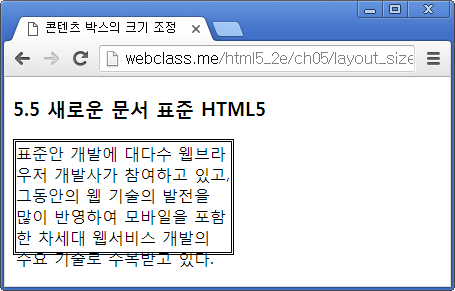 콘텐츠 박스의 크기 조정
webclass.me/html5_2e/ch05/layout_size
5.5 새로운 문서 표준 HTML5
표준안 개발에 대다수 웹브라
우저 개발사가 참여하고 있고,
그동안의 웹 기술의 발전을
많이 반영하여 모바일을 포함
한 차세대 웹서비스 개발의
수요 기술로 수목받고 있다.